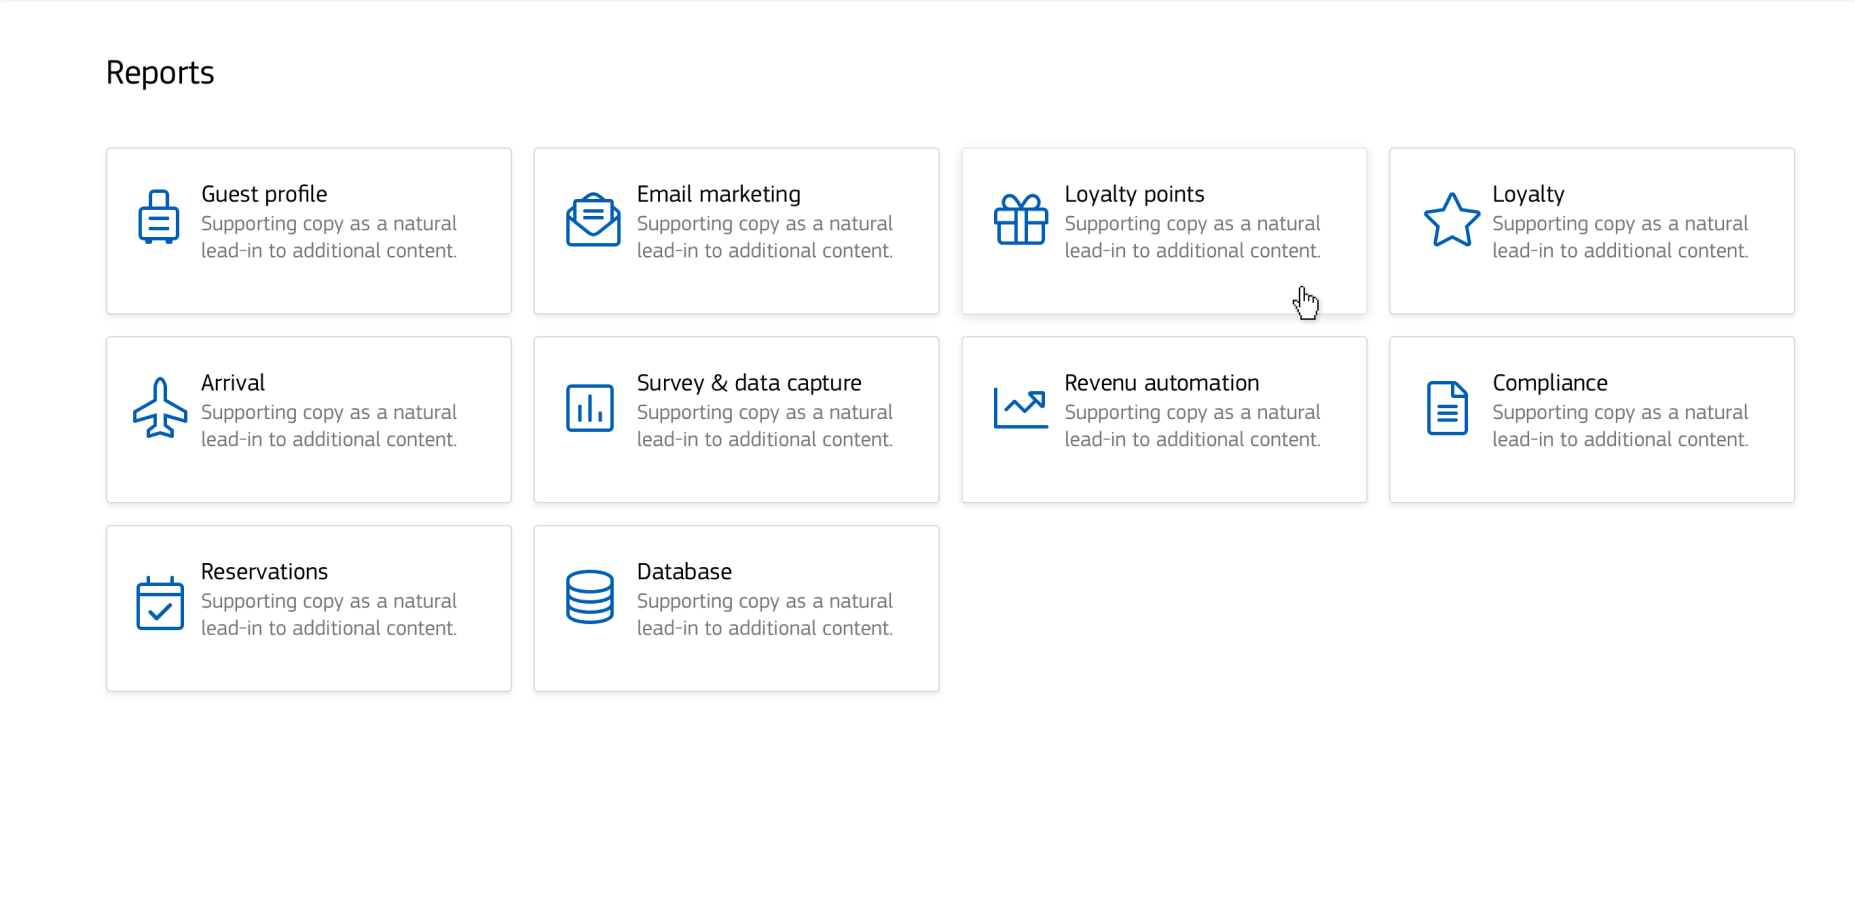 Reports
Guest profile
Supporting copy as a natural
lead-in to additional content.
Email marketing
Supporting copy as a natural
lead-in to additional content.
Loyalty points
Supporting copy as a natural
lead-in to additional content.
Loyalty
Supporting copy as a natural
lead-in to additional content.
Arrival
Supporting copy as a natural
lead-in to additional content.
Survey & data capture
Supporting copy as a natural
lead-in to additional content.
Revenu automation
Supporting copy as a natural
lead-in to additional content.
Compliance
Supporting copy as a natural
lead-in to additional content.
Reservations
Supporting copy as a natural
lead-in to additional content.
Database
Supporting copy as a natural
lead-in to additional content.